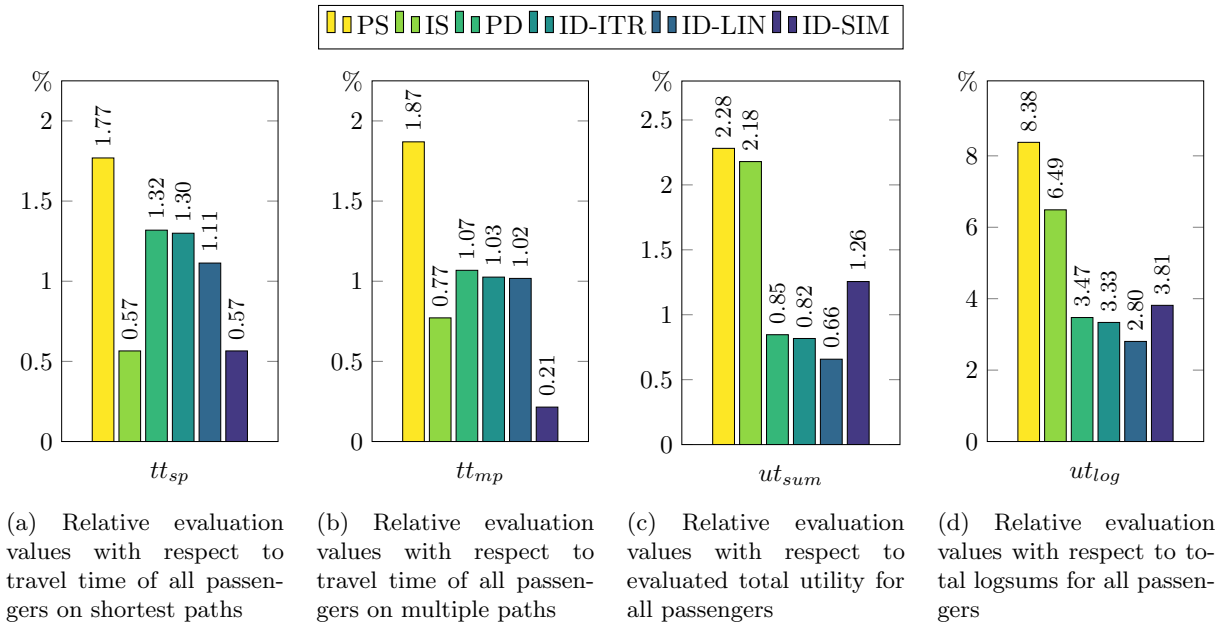 PS IS PD ID-ITR ID-LIN ID-SIM
%
2
1.5
1
0.5
0
1.77
0.57
1.32
1.30
1.11
0.57
tt_sp
%
2
1.5
1
0.5
0
1.87
0.77
1.07
1.03
1.02
0.21
tt_mp
%
2.5
2
1.5
1
0.5
0
2.28
2.18
0.85
0.82
0.66
1.26
ut_sum
%
8
6
4
2
0
8.38
6.49
3.47
3.33
2.80
3.81
ut_log
(a) Relative evaluation
values with respect to
travel time of all passen-
gers on shortest paths
(b) Relative evaluation
values with respect to
travel time of all passen-
gers on multiple paths
(c) Relative evaluation
values with respect to
evaluated total utility for
all passengers
(d) Relative evaluation
values with respect to to-
tal logsums for all passen-
gers